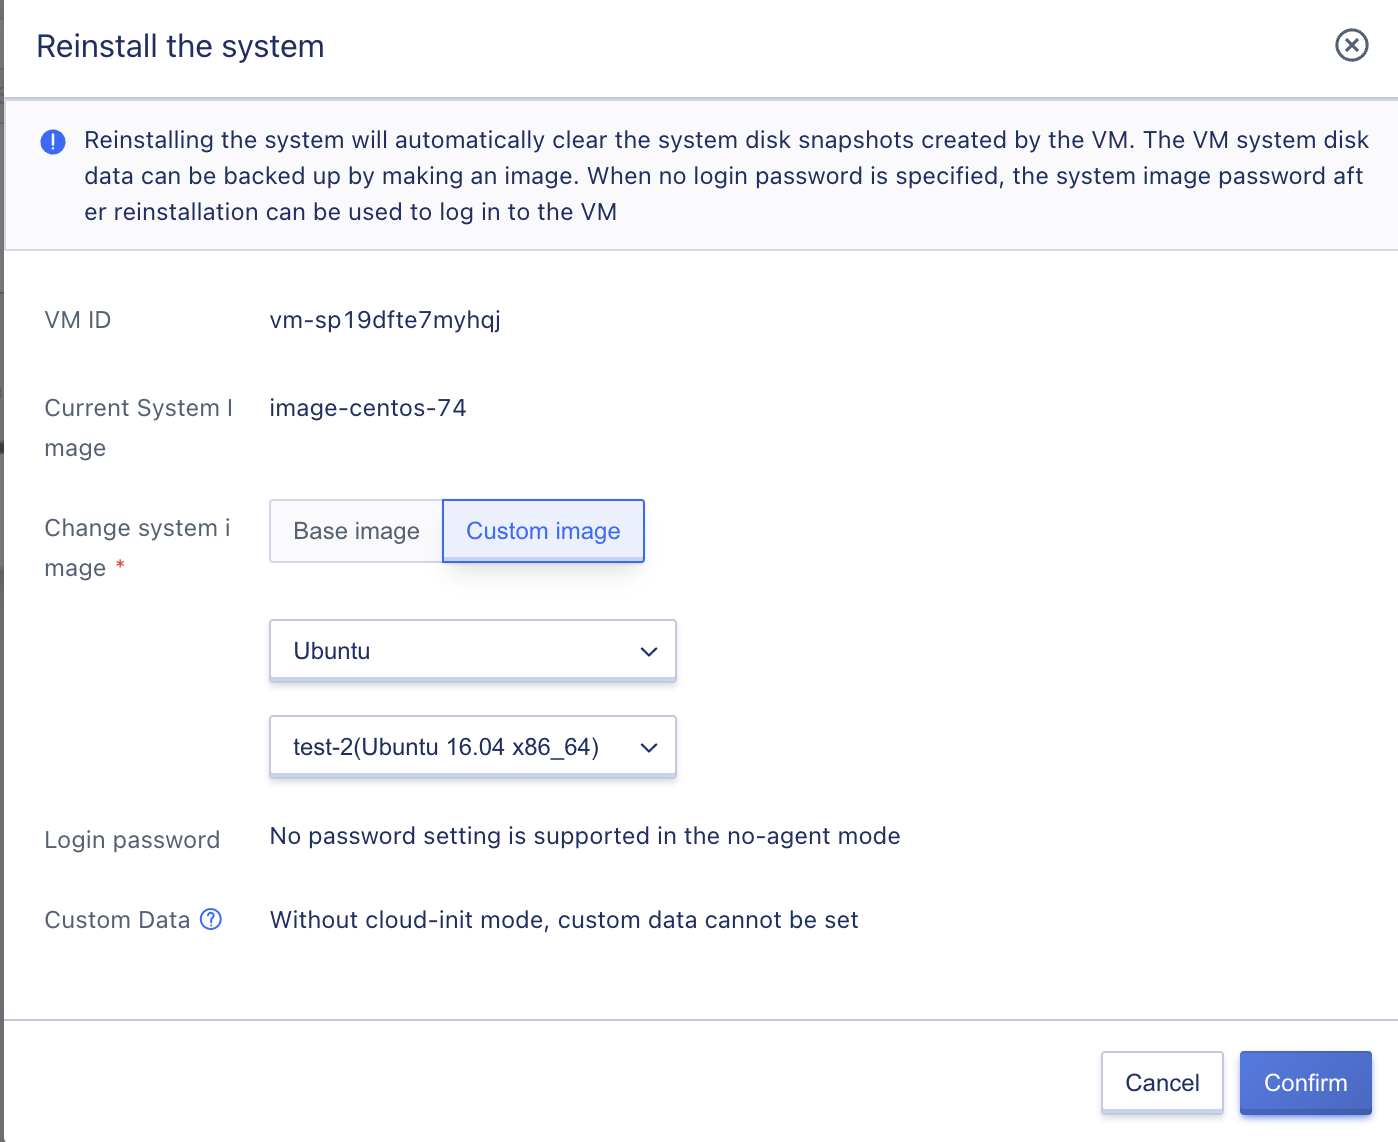 Reinstall the system
Reinstalling the system will automatically clear the system disk snapshots created by the VM. The VM system disk
data can be backed up by making an image. When no login password is specified, the system image password aft
er reinstallation can be used to log in to the VM
VM ID
vm-sp19dfte7myhqj
Current System I
mage
image-centos-74
Change system i
mage *
Base image
Custom image
Ubuntu
test-2(Ubuntu 16.04 x86_64)
Login password
No password setting is supported in the no-agent mode
Custom Data
Without cloud-init mode, custom data cannot be set
Cancel
Confirm